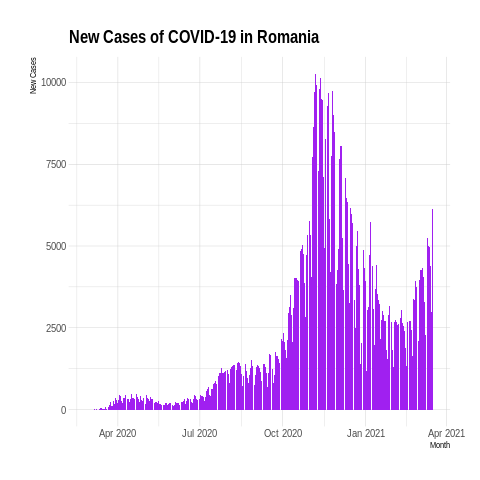 New Cases of COVID-19 in Romania
New Cases
10000
7500
5000
2500
0
Apr 2020
Jul 2020
Oct 2020
Jan 2021
Apr 2021
Month